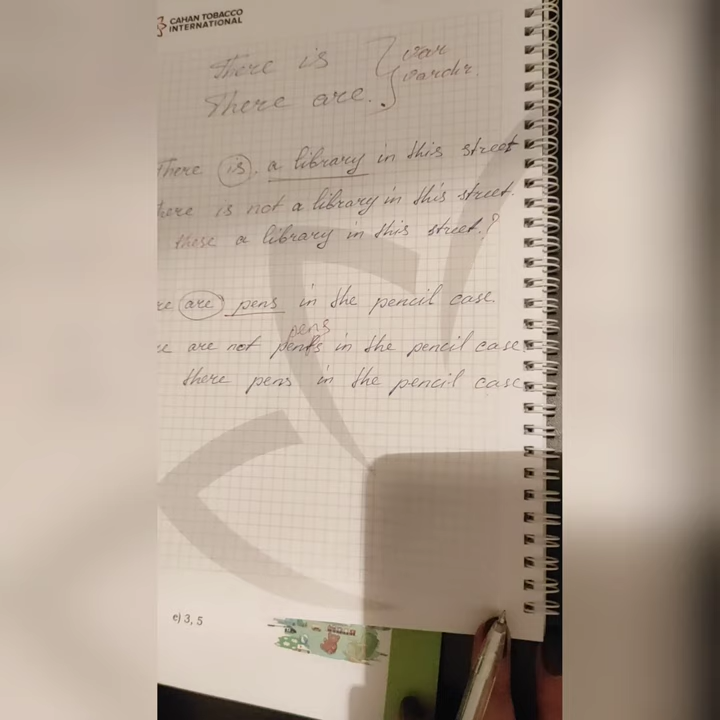 CAHAN TOBACCO
INTERNATIONAL
There is } var
There are. } vardır.
There is a library in this street
here is not a library in this street.
there a library in this street.?
re are pens in the pencil case.
pens
re are not in the pencil case.
there pens in the pencil case
e) 3, 5